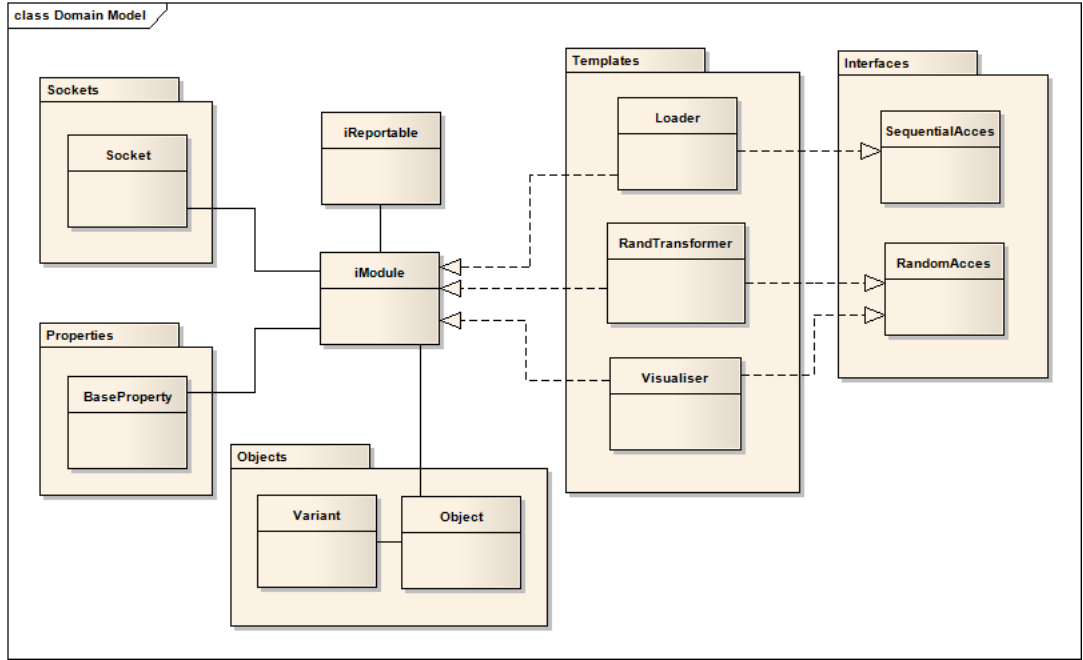 class Domain Model
Sockets
Socket
iReportable
iModule
Properties
BaseProperty
Objects
Variant
Object
Templates
Loader
RandTransformer
Visualiser
Interfaces
SequentialAcces
RandomAcces